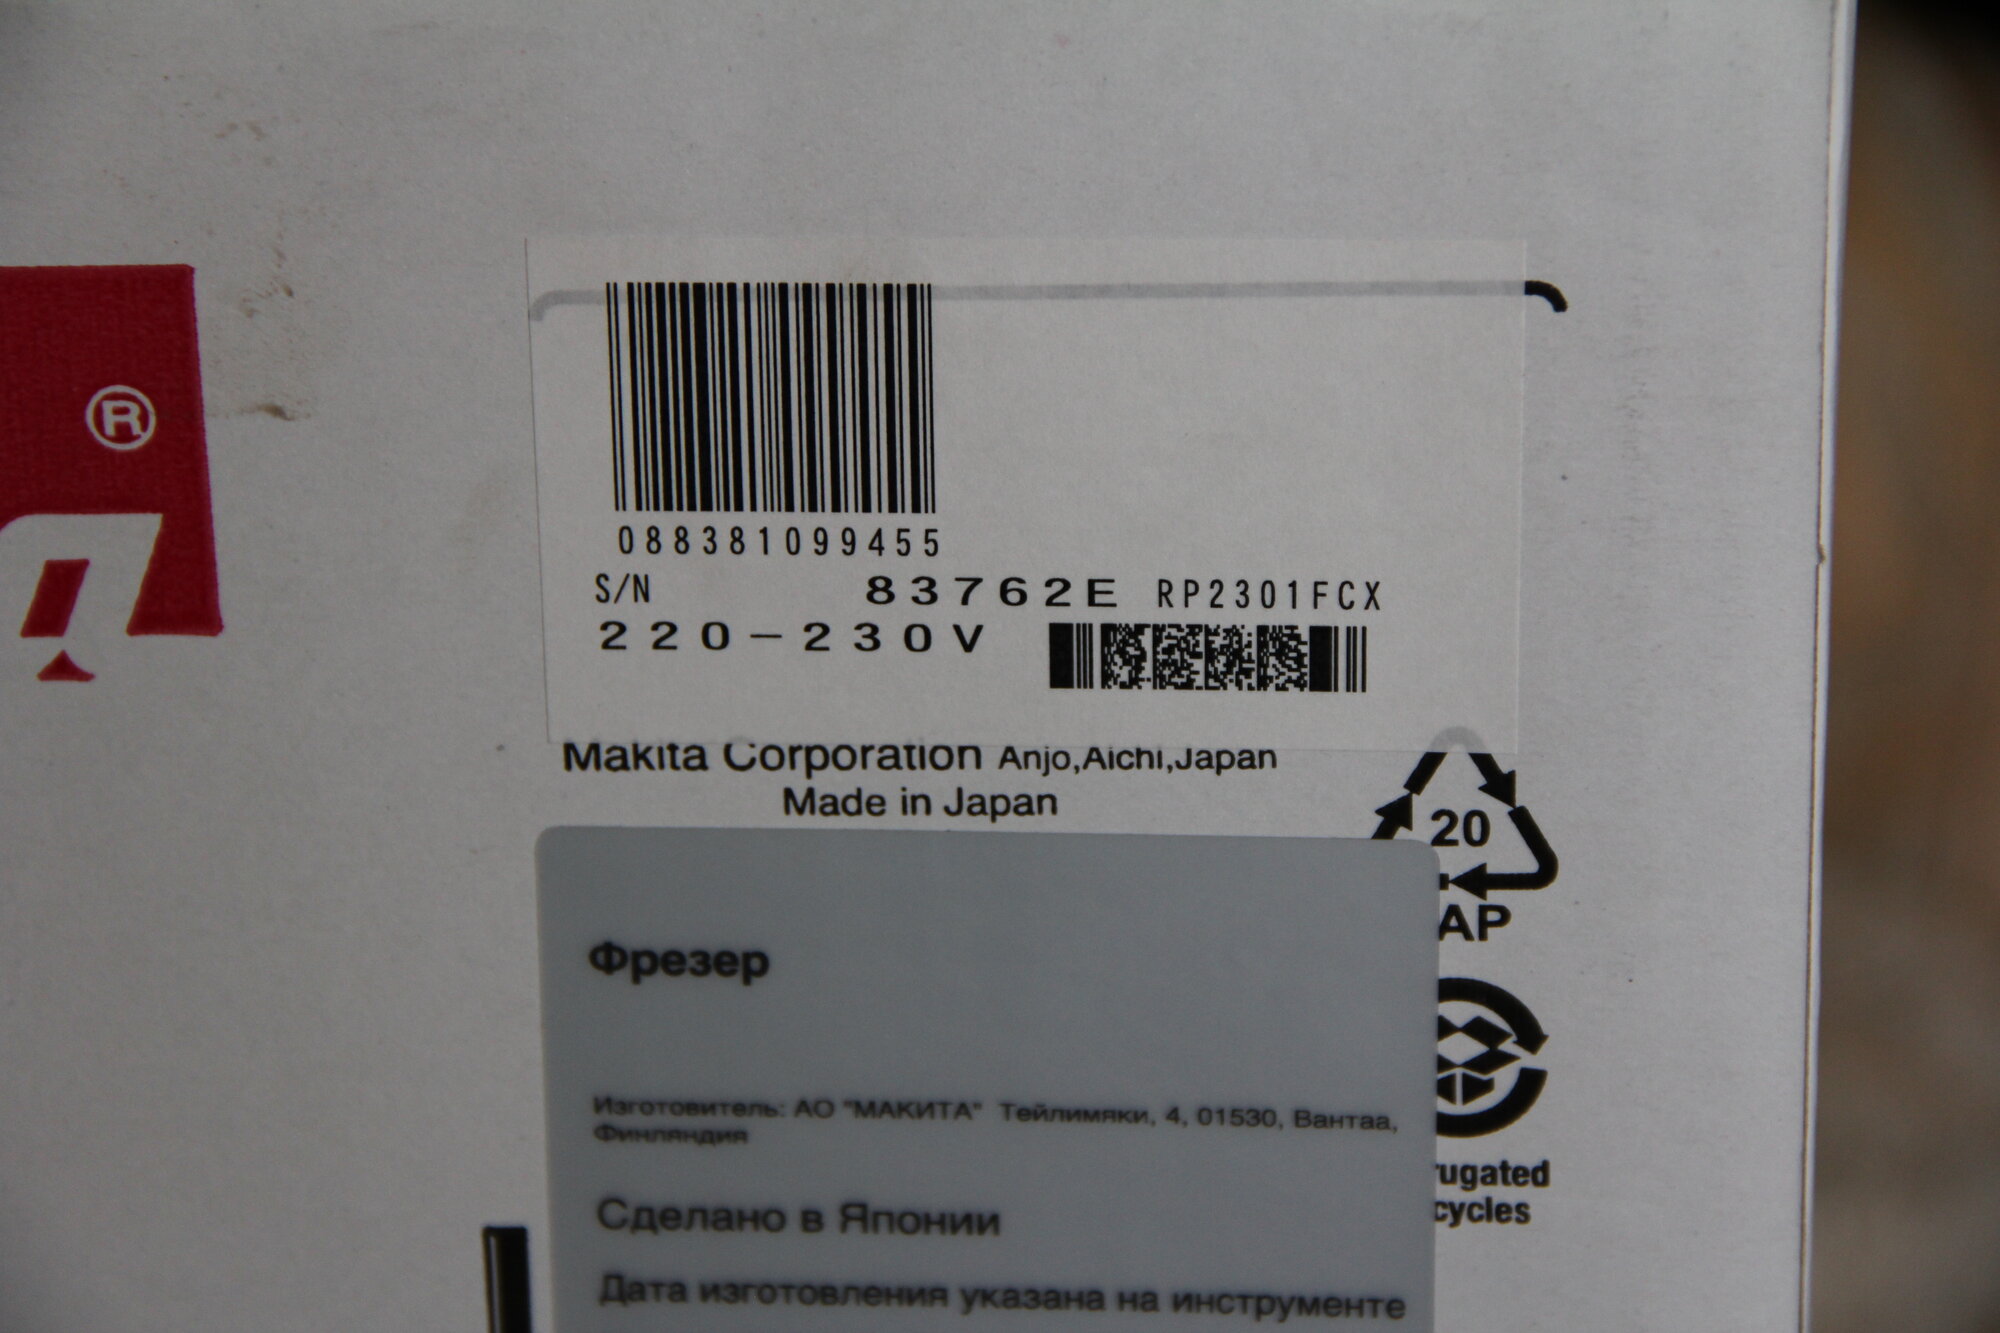 ®
088381099455
S/N 83762E RP2301FCX
220-230V
Makita Corporation Anjo,Aichi,Japan
Made in Japan
20
AP
Фрезер
Изготовитель: АО "МАКИТА" Тейлимяки, 4, 01530, Вантаа,
Финляндия
rugated
cycles
Сделано в Японии
Дата изготовления указана на инструменте